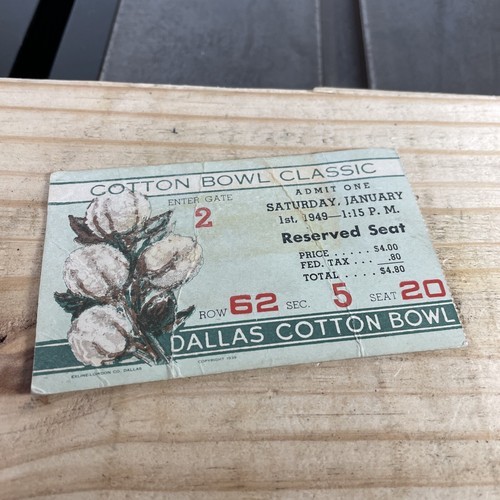 COTTON BOWL CLASSIC
ENTER GATE
2
ADMIT ONE
SATURDAY, JANUARY
1st, 1949—1:15 P. M.
Reserved Seat
PRICE . . . . . $4.00
FED. TAX . . . .80
TOTAL . . . . $4.80
ROW 62 SEC. 5 SEAT 20
DALLAS COTTON BOWL